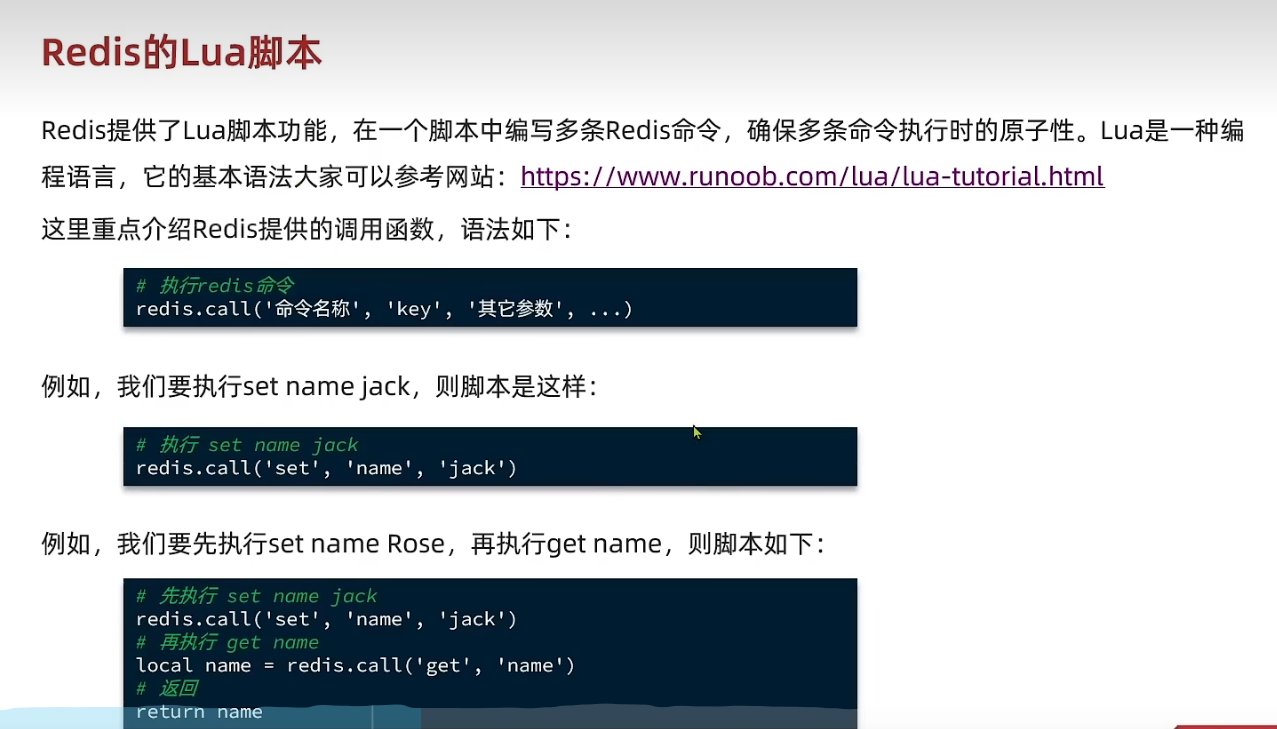 Redis的Lua脚本
Redis提供了Lua脚本功能，在一个脚本中编写多条Redis命令，确保多条命令执行时的原子性。Lua是一种编
程语言，它的基本语法大家可以参考网站：https://www.runoob.com/lua/lua-tutorial.html
这里重点介绍Redis提供的调用函数，语法如下：
# 执行redis命令
redis.call('命令名称', 'key', '其它参数', ...)
例如，我们要执行set name jack，则脚本是这样：
# 执行 set name jack
redis.call('set', 'name', 'jack')
例如，我们要先执行set name Rose，再执行get name，则脚本如下：
# 先执行 set name jack
redis.call('set', 'name', 'jack')
# 再执行 get name
local name = redis.call('get', 'name')
# 返回
return name